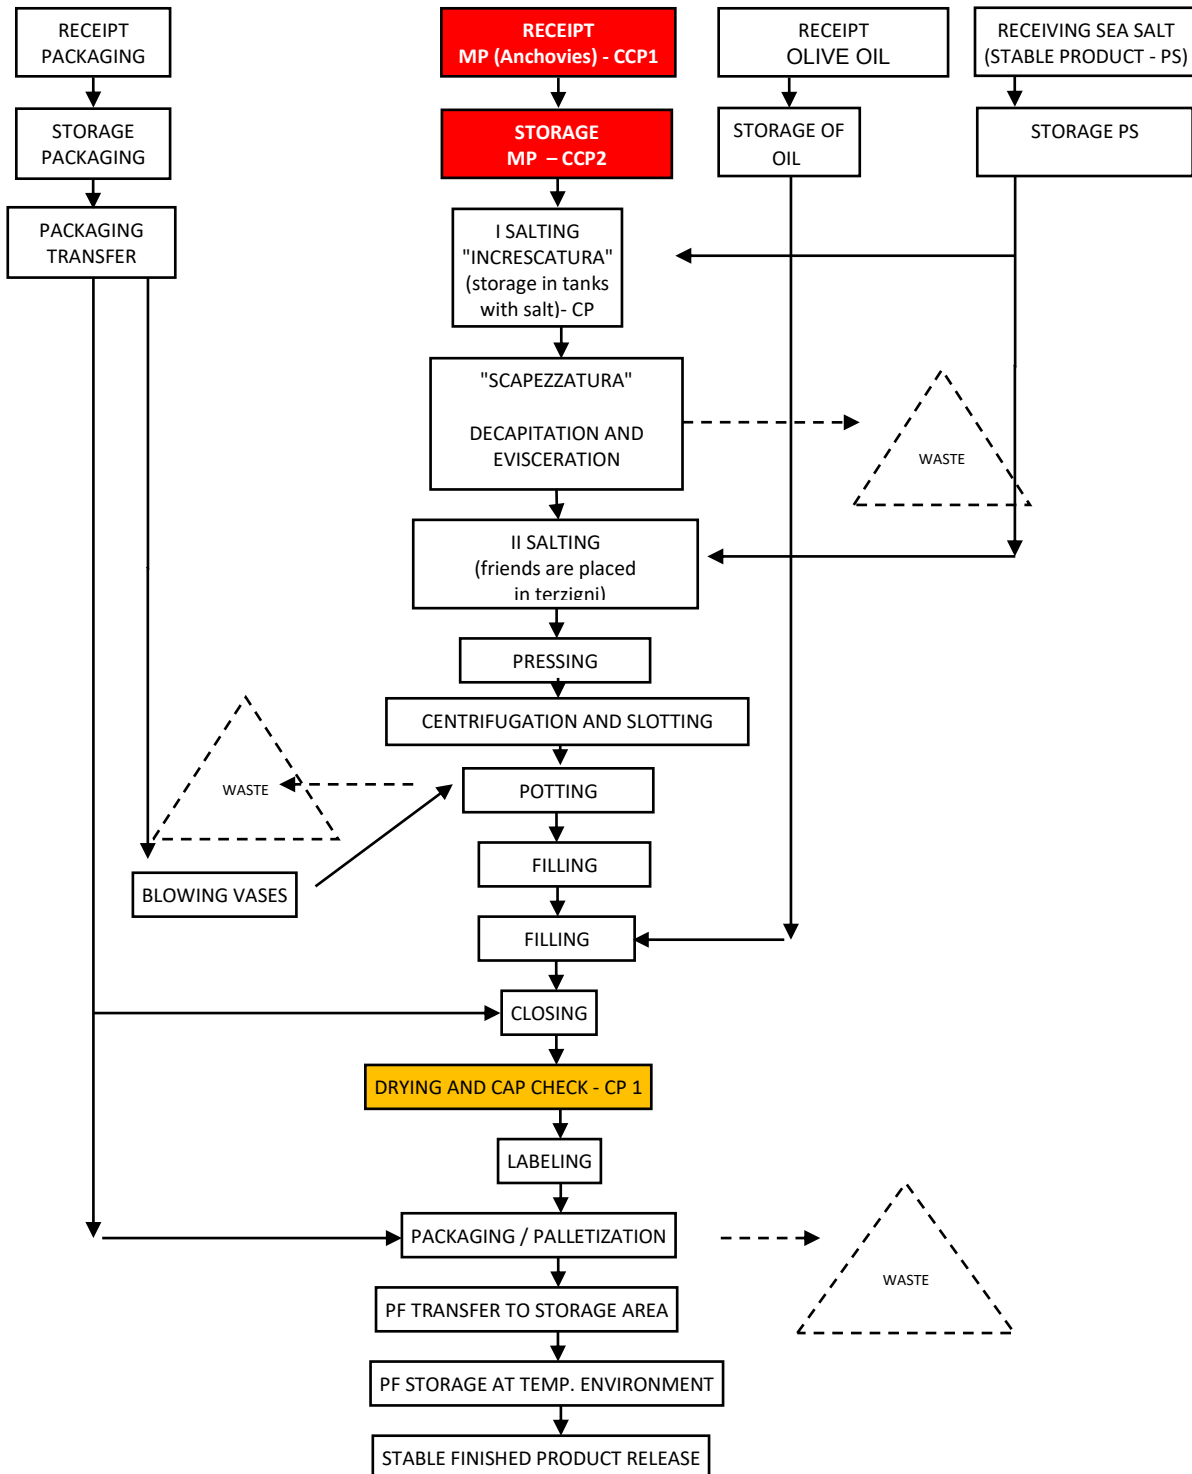 RECEIPT
PACKAGING
RECEIPT
MP (Anchovies) - CCP1
RECEIPT
OLIVE OIL
RECEIVING SEA SALT
(STABLE PRODUCT - PS)
STORAGE
PACKAGING
STORAGE
MP – CCP2
STORAGE OF
OIL
STORAGE PS
PACKAGING
TRANSFER
I SALTING
"INCRESCATURA"
(storage in tanks
with salt)- CP
"SCAPEZZATURA"
DECAPITATION AND
EVISCERATION
WASTE
II SALTING
(friends are placed
in terzigni)
PRESSING
CENTRIFUGATION AND SLOTTING
WASTE
POTTING
BLOWING VASES
FILLING
FILLING
CLOSING
DRYING AND CAP CHECK - CP 1
LABELING
PACKAGING / PALLETIZATION
WASTE
PF TRANSFER TO STORAGE AREA
PF STORAGE AT TEMP. ENVIRONMENT
STABLE FINISHED PRODUCT RELEASE